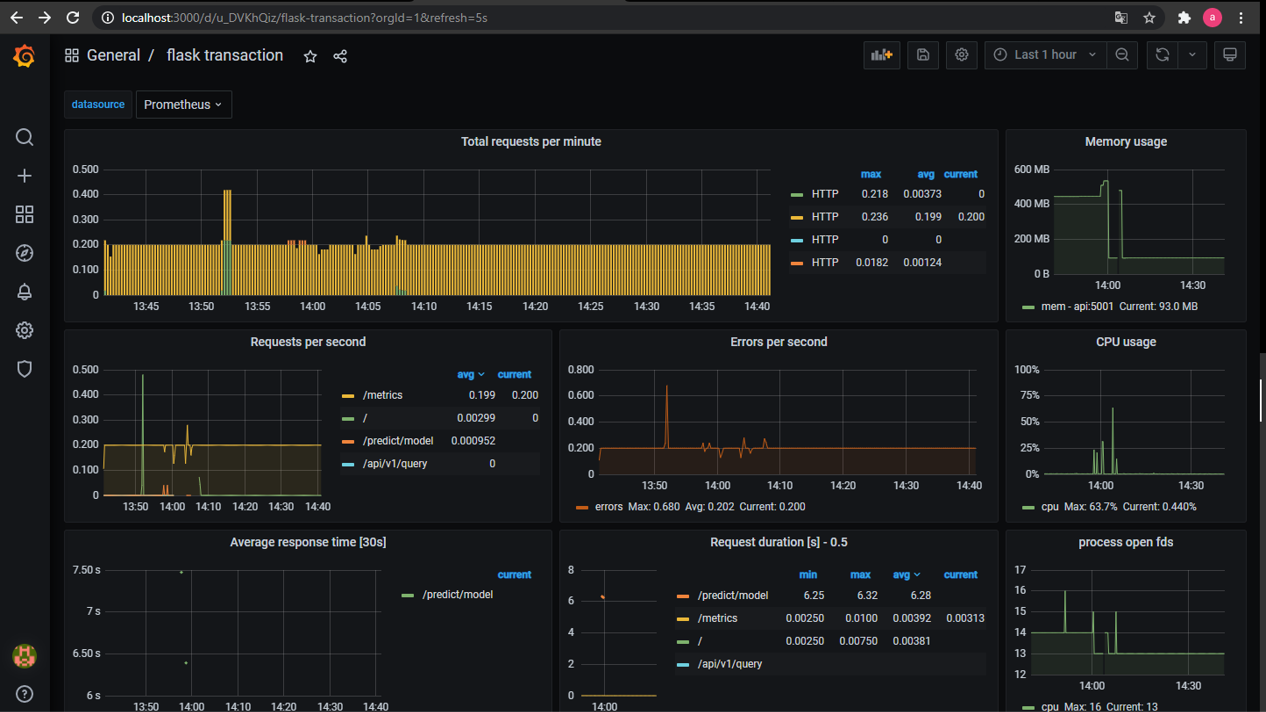 localhost:3000/d/u_DVKhQiz/flask-transaction?orgId=1&refresh=5s
a
General / flask transaction
Last 1 hour
datasource Prometheus
Total requests per minute
0.500
0.400
0.300
0.200
0.100
0
13:45 13:50 13:55 14:00 14:05 14:10 14:15 14:20 14:25 14:30 14:35 14:40
max avg current
HTTP 0.218 0.00373 0
HTTP 0.236 0.199 0.200
HTTP 0 0
HTTP 0.0182 0.00124
Memory usage
600 MB
400 MB
200 MB
0 B
14:00 14:30
mem - api:5001 Current: 93.0 MB
Requests per second
0.500
0.400
0.300
0.200
0.100
0
13:50 14:00 14:10 14:20 14:30 14:40
avg current
/metrics 0.199 0.200
/ 0.00299 0
/predict/model 0.000952
/api/v1/query 0
Errors per second
0.800
0.600
0.400
0.200
0
13:50 14:00 14:10 14:20 14:30 14:40
errors Max: 0.680 Avg: 0.202 Current: 0.200
CPU usage
100%
75%
50%
25%
0%
14:00 14:30
cpu Max: 63.7% Current: 0.440%
Average response time [30s]
7.50 s
7 s
6.50 s
6 s
13:50 14:00 14:10 14:20 14:30 14:40
current
/predict/model
Request duration [s] - 0.5
8
6
4
2
0
14:00
min max avg current
/predict/model 6.25 6.32 6.28
/metrics 0.00250 0.0100 0.00392 0.00313
/ 0.00250 0.00750 0.00381
/api/v1/query
process open fds
17
16
15
14
13
12
14:00 14:30
cpu Max: 16 Current: 13